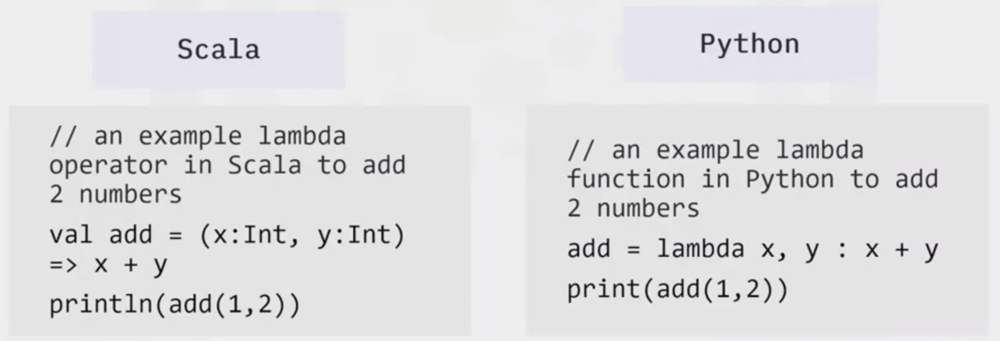 Scala
// an example lambda
operator in Scala to add
2 numbers
val add = (x:Int, y:Int)
=> x + y
println(add(1,2))
Python
// an example lambda
function in Python to add
2 numbers
add = lambda x, y : x + y
print(add(1,2))